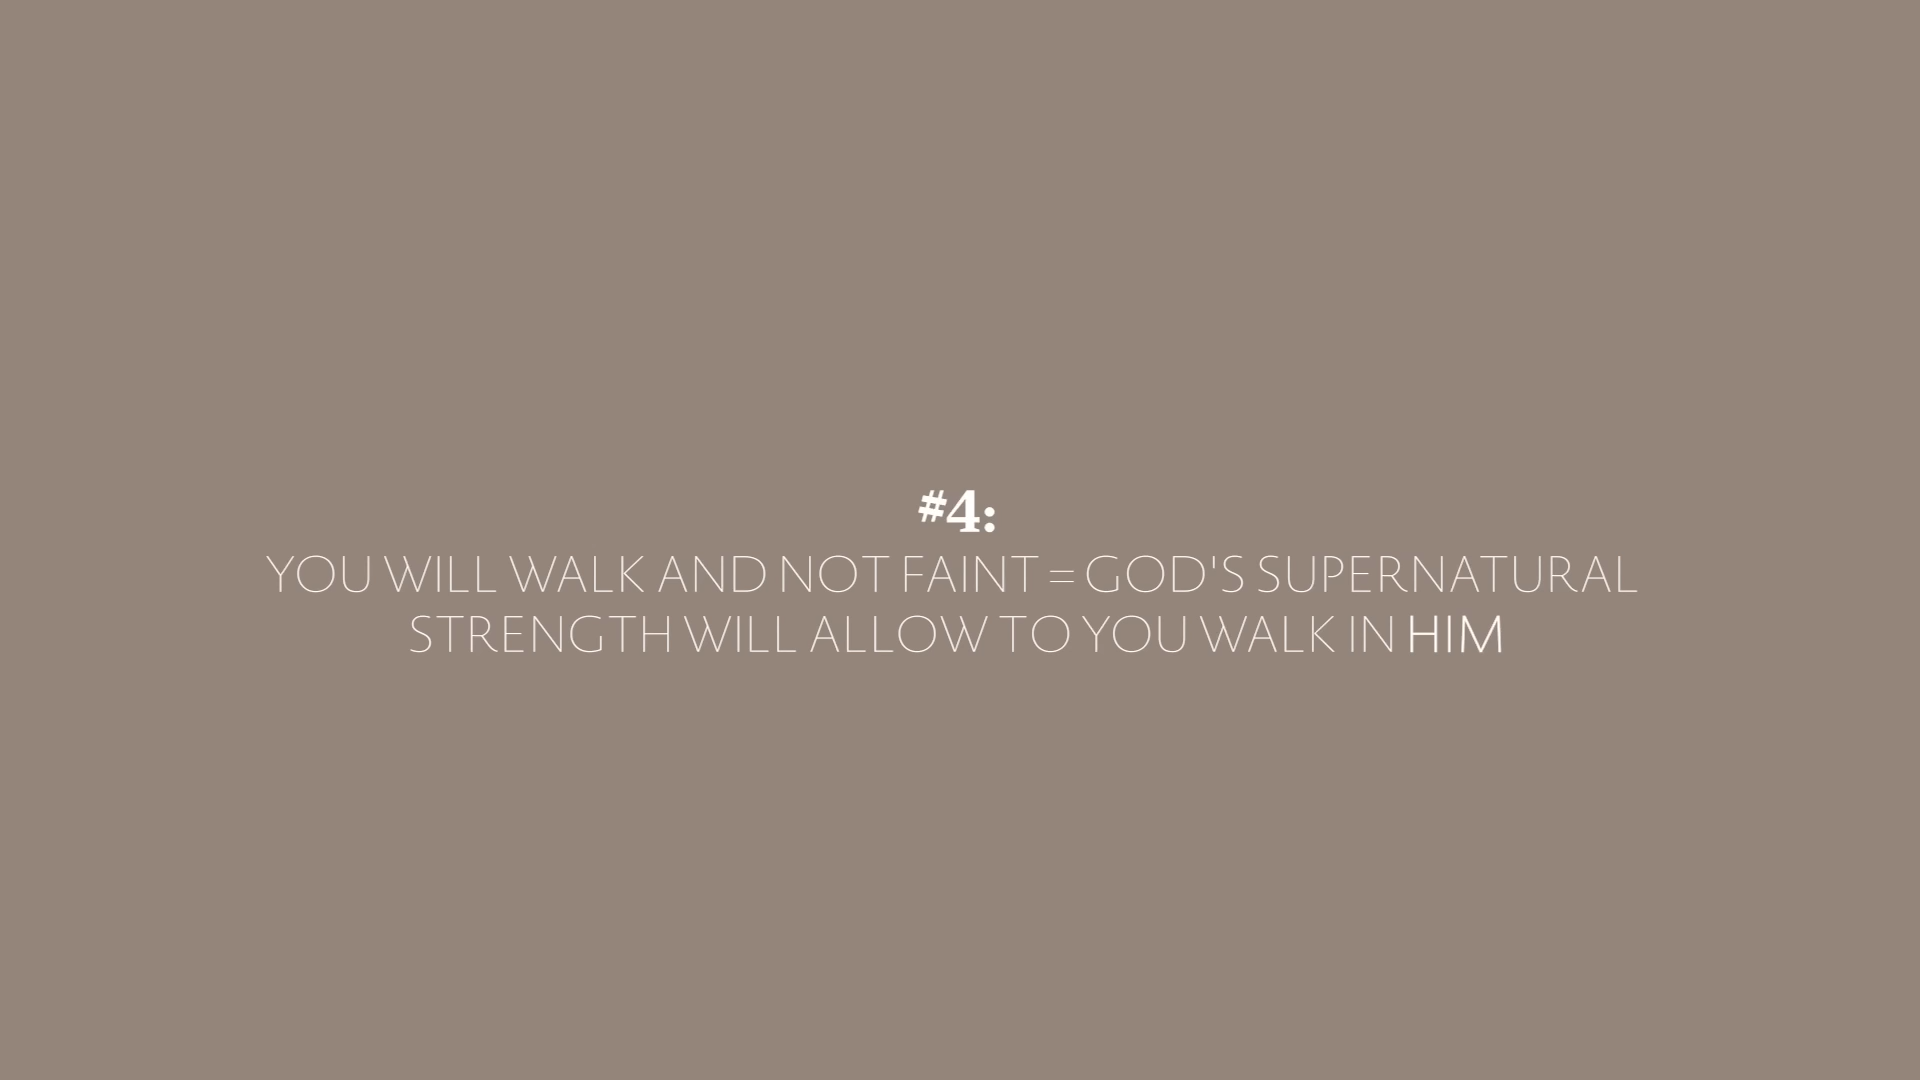 #4:
YOU WILL WALK AND NOT FAINT = GOD'S SUPERNATURAL
STRENGTH WILL ALLOW TO YOU WALK IN HIM